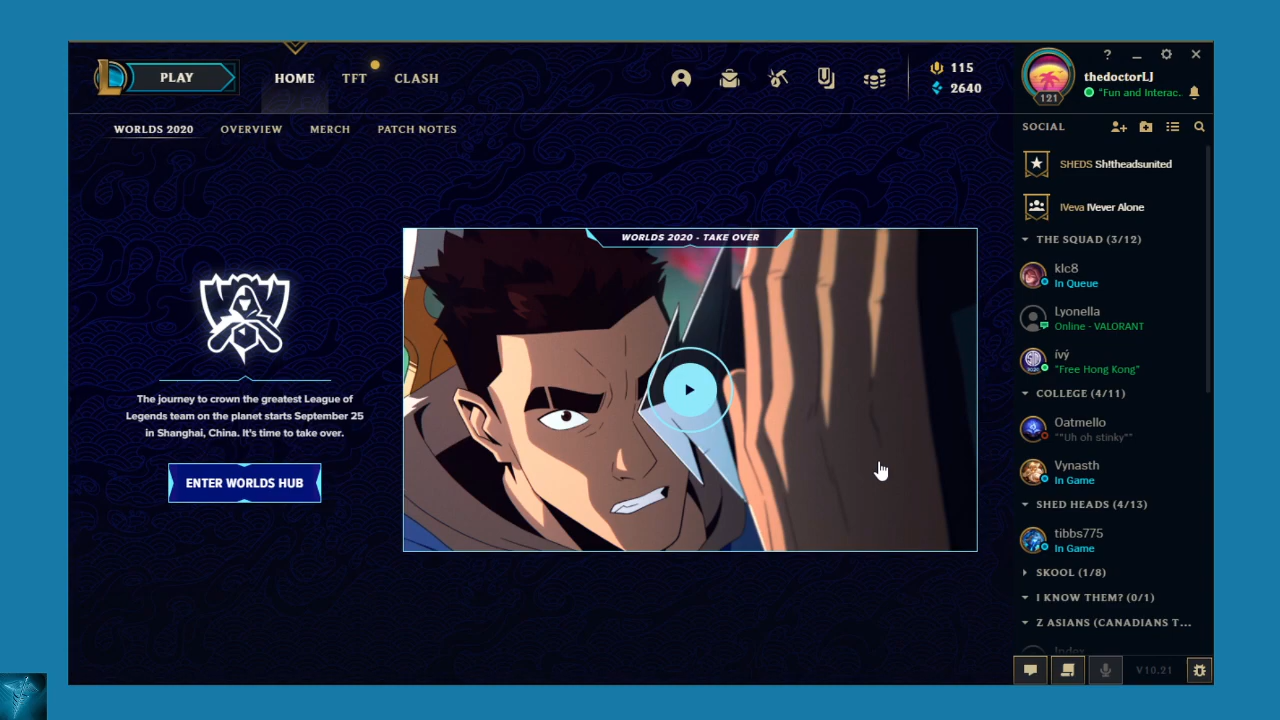 PLAY
HOME
TFT
CLASH
115
2640
?
thedoctorLJ
"Fun and Interac..
121
WORLDS 2020
OVERVIEW
MERCH
PATCH NOTES
SOCIAL
SHEDS Sh!theadsunited
IVeva IVever Alone
WORLDS 2020 - TAKE OVER
The journey to crown the greatest League of
Legends team on the planet starts September 25
in Shanghai, China. It's time to take over.
ENTER WORLDS HUB
THE SQUAD (3/12)
klc8
In Queue
Lyonella
Online - VALORANT
ívý
"Free Hong Kong"
COLLEGE (4/11)
Oatmello
""Uh oh stinky""
Vynasth
In Game
SHED HEADS (4/13)
tibbs775
In Game
SKOOL (1/8)
I KNOW THEM? (0/1)
Z ASIANS (CANADIANS T...
Index
V10.21